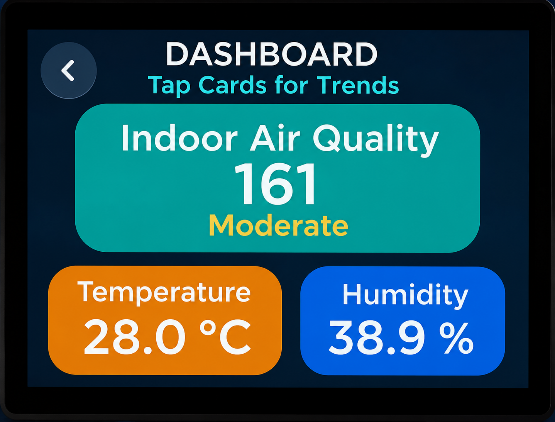 DASHBOARD
Tap Cards for Trends
Indoor Air Quality
161
Moderate
Temperature
28.0 °C
Humidity
38.9 %